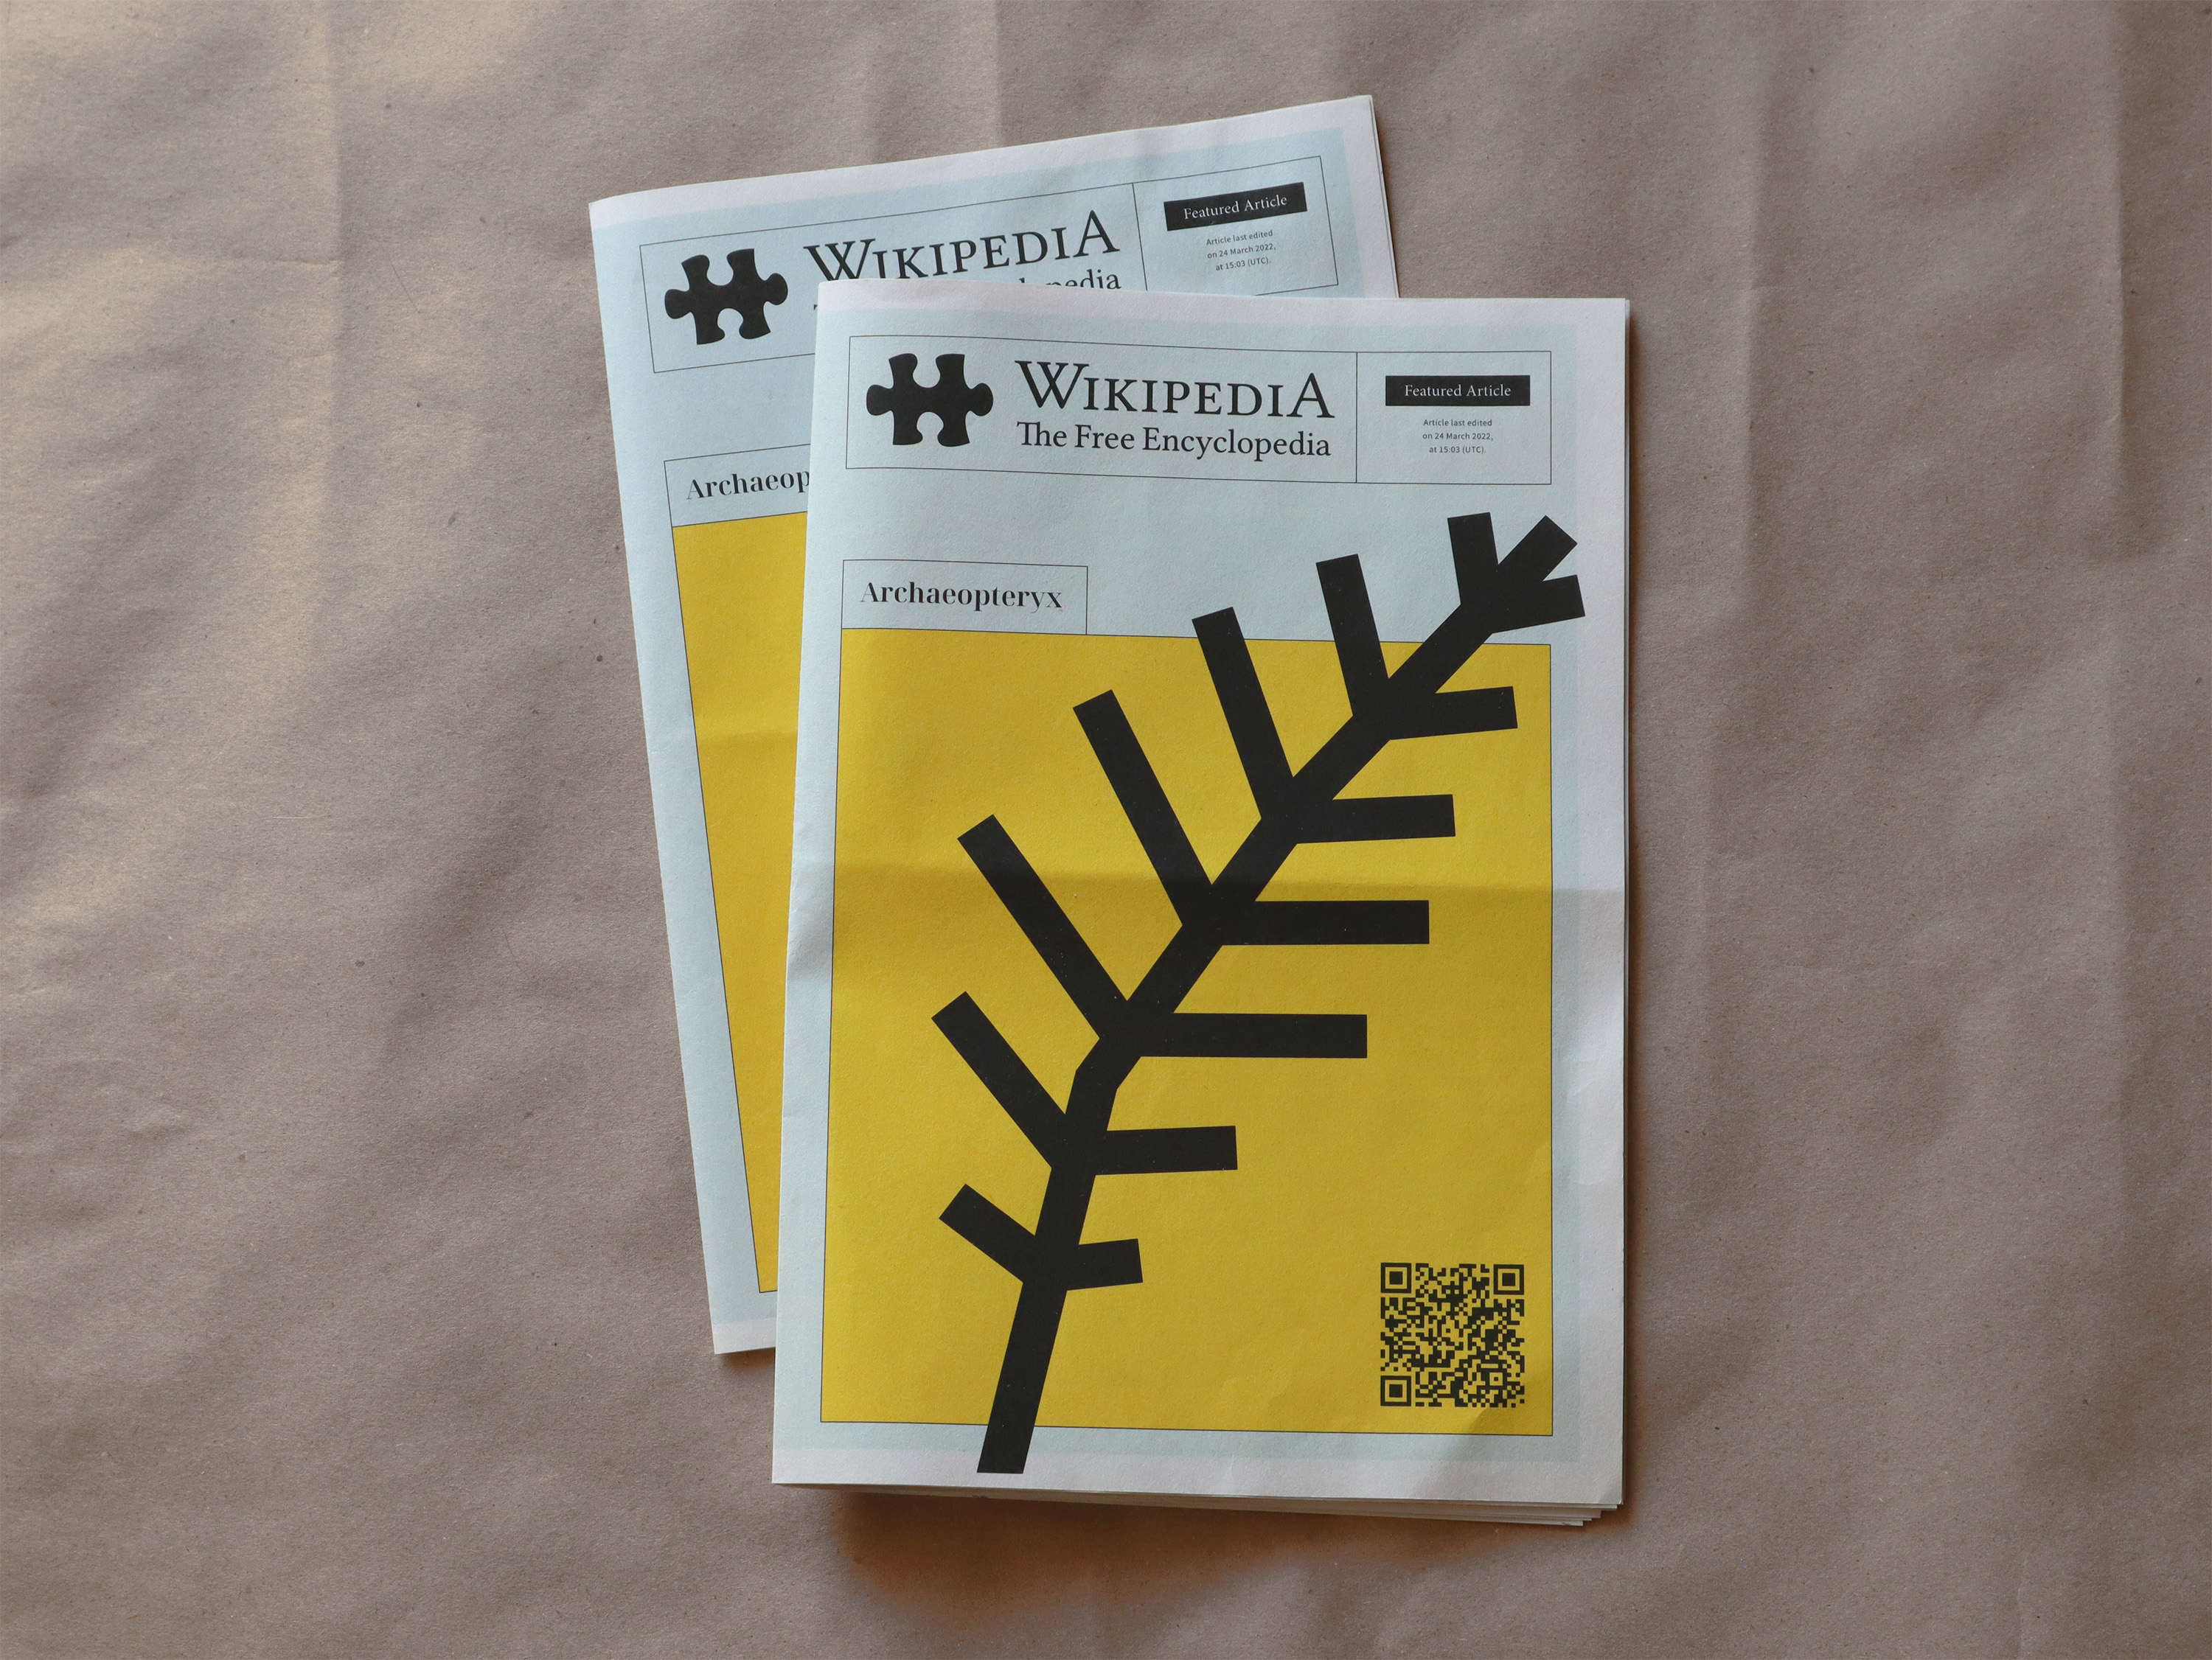 WIKIPEDIA
pedia
Featured Article
Article last edited
on 24 March 2022,
at 15:03 (UTC).
Archaeop
WIKIPEDIA
The Free Encyclopedia
Featured Article
Article last edited
on 24 March 2022,
at 15:03 (UTC).
Archaeopteryx